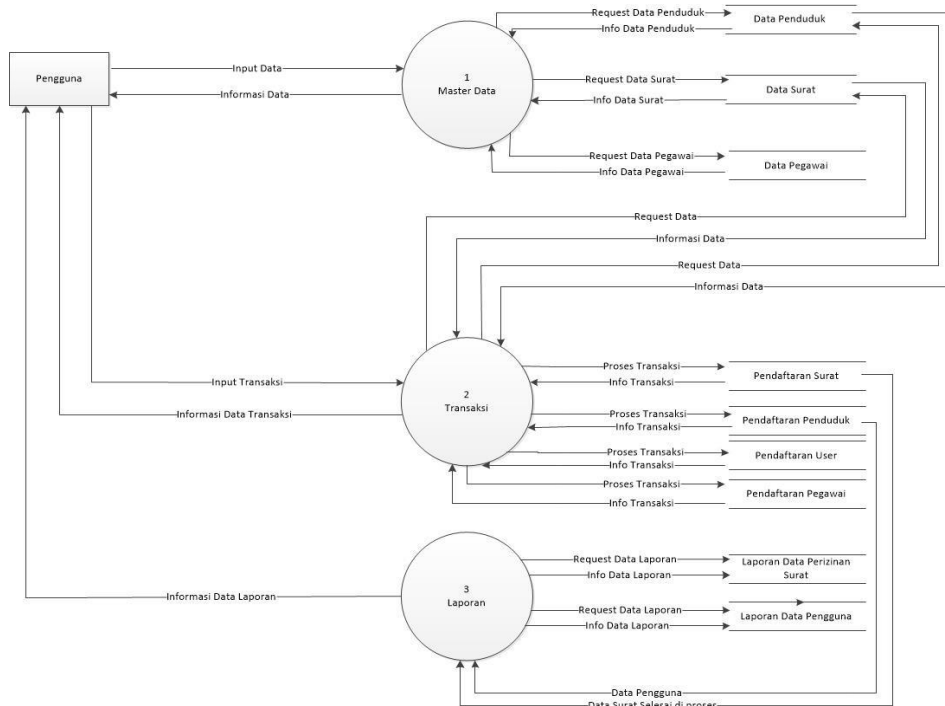 Request Data Penduduk
Info Data Penduduk
Data Penduduk
Pengguna
Input Data
Informasi Data
1
Master Data
Request Data Surat
Info Data Surat
Data Surat
Request Data Pegawai
Info Data Pegawai
Data Pegawai
Request Data
Informasi Data
Request Data
Informasi Data
Input Transaksi
Informasi Data Transaksi
2
Transaksi
Proses Transaksi
Info Transaksi
Pendaftaran Surat
Proses Transaksi
Info Transaksi
Pendaftaran Penduduk
Proses Transaksi
Info Transaksi
Pendaftaran User
Proses Transaksi
Info Transaksi
Pendaftaran Pegawai
Informasi Data Laporan
3
Laporan
Request Data Laporan
Info Data Laporan
Laporan Data Perizinan
Surat
Request Data Laporan
Info Data Laporan
Laporan Data Pengguna
Data Pengguna
Data Surat Selesai di proses